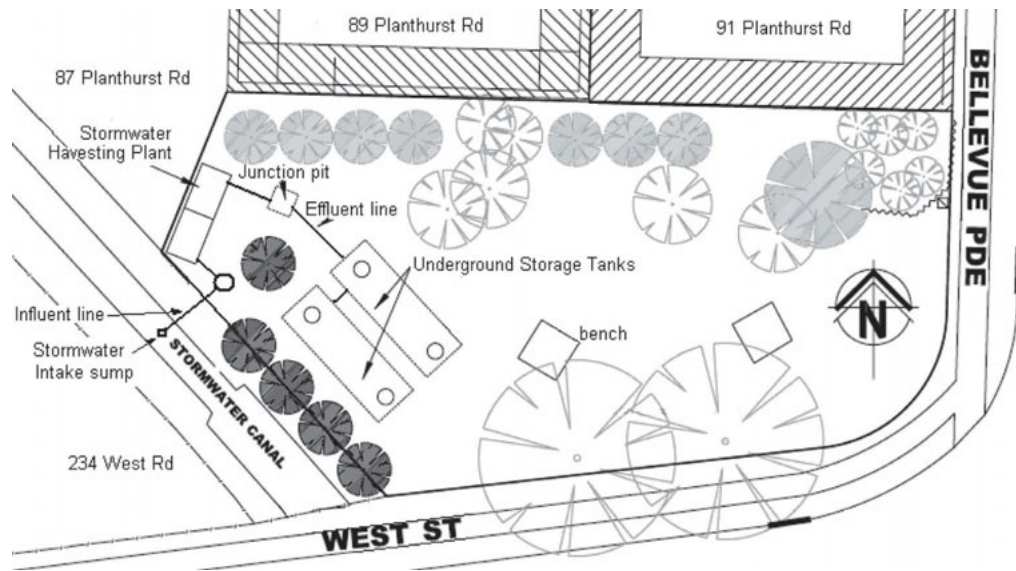 89 Planthurst Rd
91 Planthurst Rd
87 Planthurst Rd
Stormwater
Havesting Plant
Junction pit
Effluent line
Underground Storage Tanks
BELLEVUE PDE
N
Influent line
bench
Stormwater
Intake sump
STORMWATER CANAL
234 West Rd
WEST ST